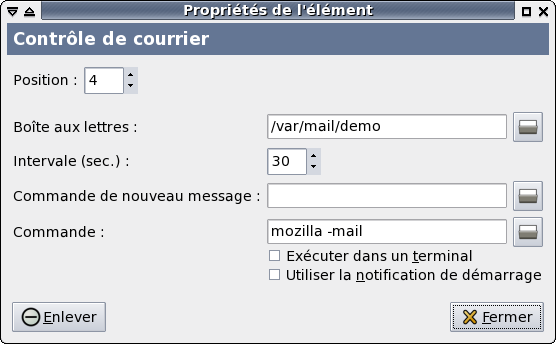 Propriétés de l'élément
Contrôle de courrier
Position : 4
Boîte aux lettres : /var/mail/demo
Intervale (sec.) : 30
Commande de nouveau message :
Commande : mozilla -mail
Exécuter dans un terminal
Utiliser la notification de démarrage
Enlever Fermer